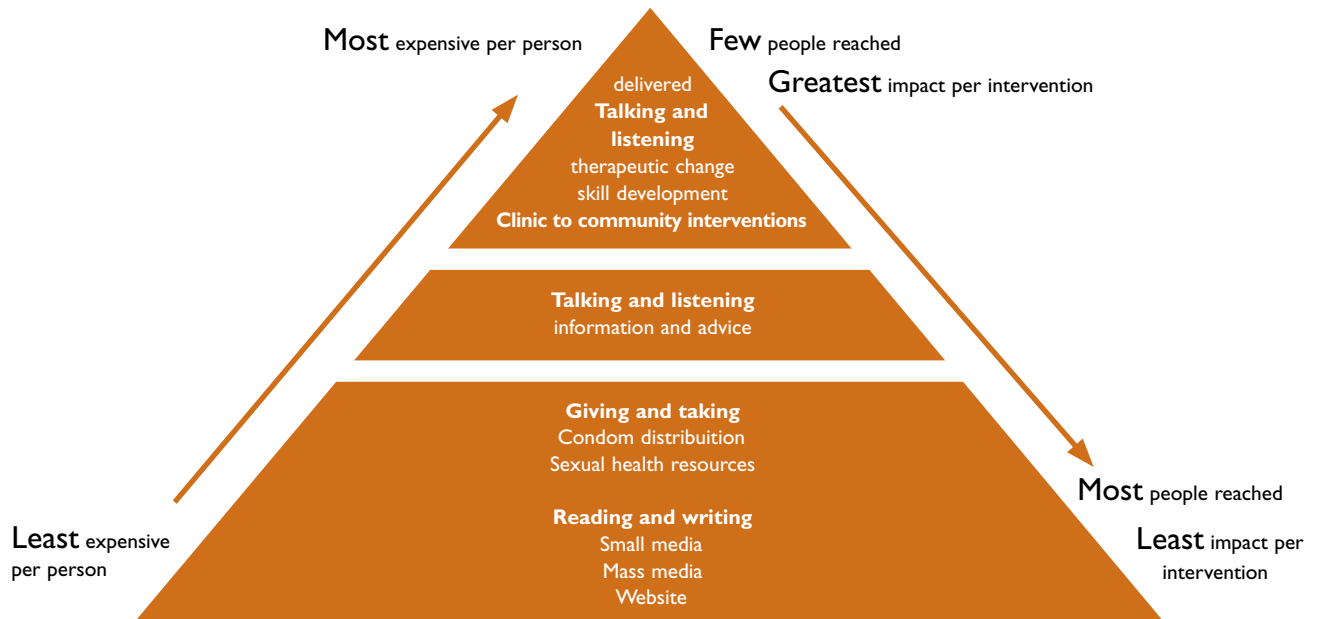 Most expensive per person
Few people reached
Greatest impact per intervention
delivered
Talking and
listening
therapeutic change
skill development
Clinic to community interventions
Talking and listening
information and advice
Giving and taking
Condom distribuition
Sexual health resources
Reading and writing
Small media
Mass media
Website
Least expensive
per person
Most people reached
Least impact per
intervention